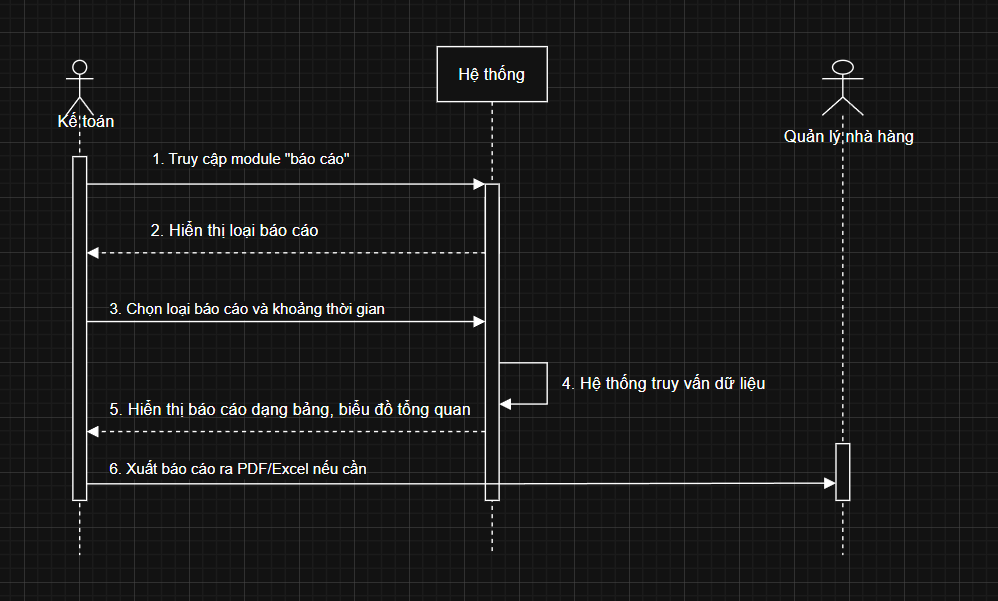 Kế toán
Hệ thống
Quản lý nhà hàng
1. Truy cập module "báo cáo"
2. Hiễn thị loại báo cáo
3. Chọn loại báo cáo và khoảng thời gian
4. Hệ thống truy vấn dữ liệu
5. Hiễn thị báo cáo dạng bảng, biểu đồ tổng quan
6. Xuất báo cáo ra PDF/Excel nếu cần